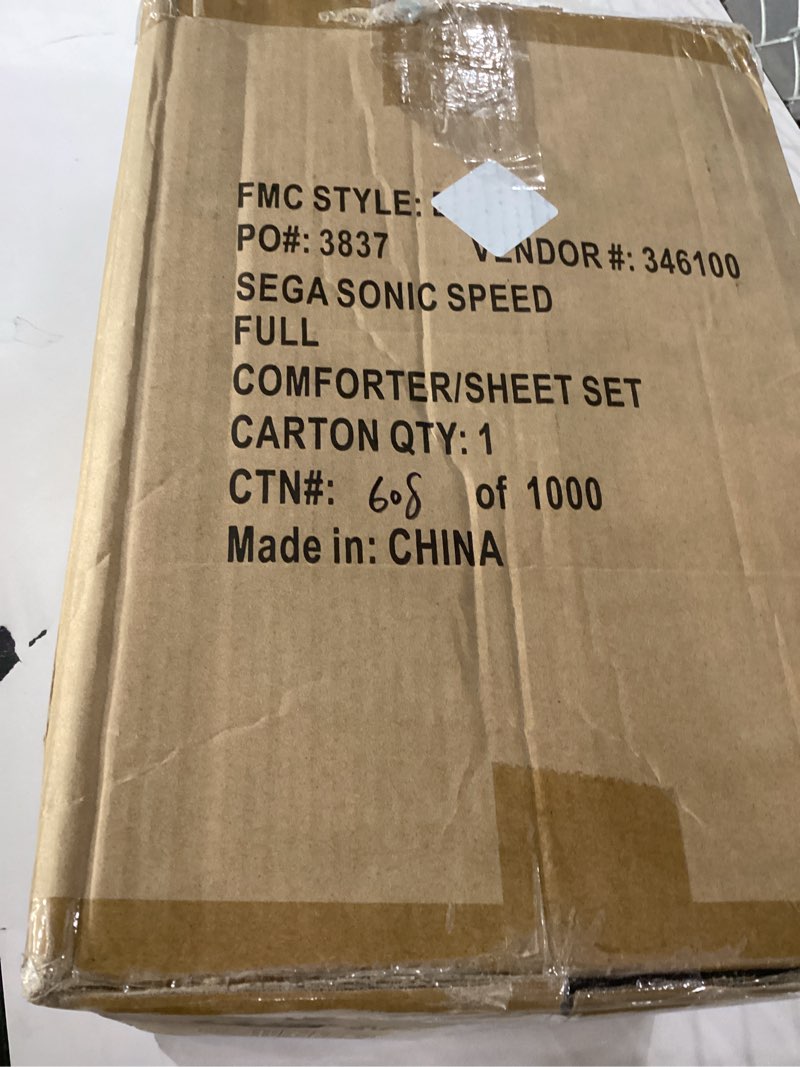 FMC STYLE:
PO#: 3837 VENDOR #: 346100
SEGA SONIC SPEED
FULL
COMFORTER/SHEET SET
CARTON QTY: 1
CTN#: 608 of 1000
Made in: CHINA